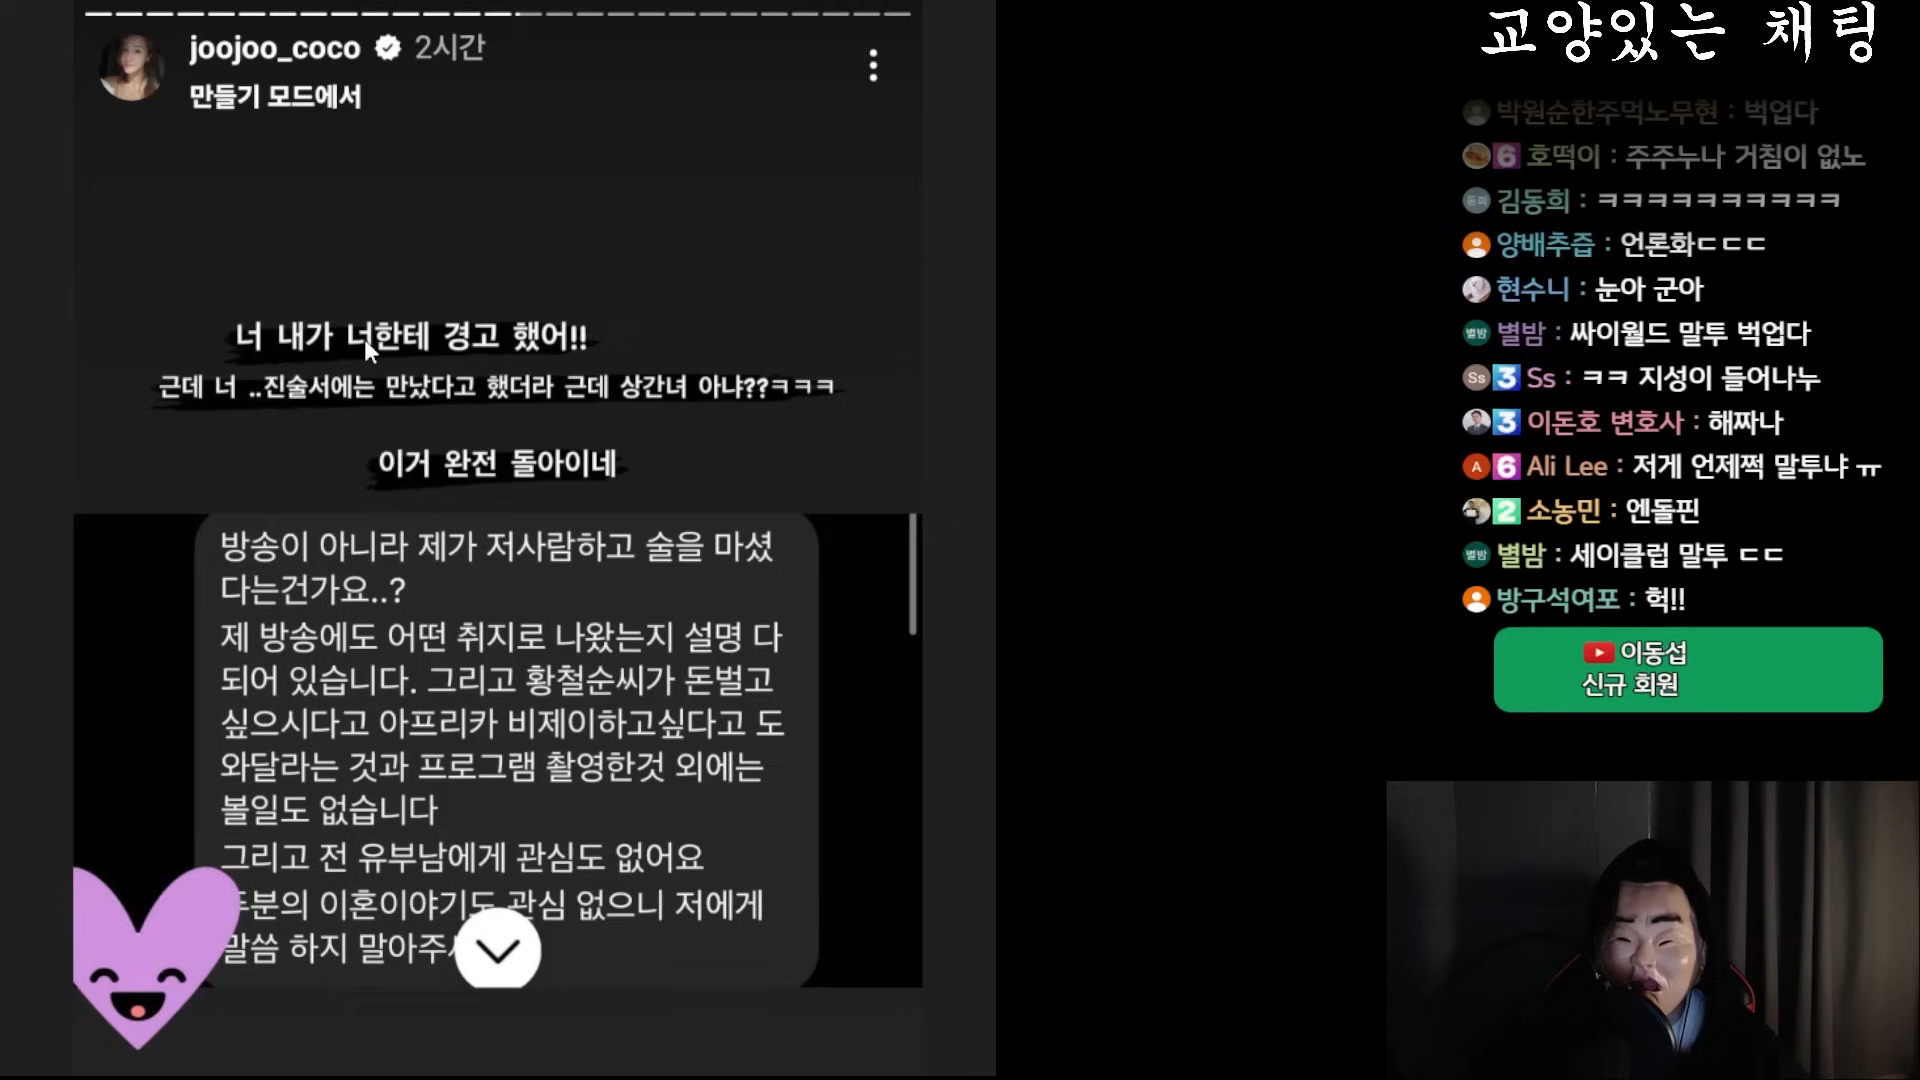 joojoo_coco 2시간
만들기 모드에서
너 내가 너한테 경고 했어!!
근데 너 ..진술서에는 만났다고 했더라 근데 상간녀 아냐??ㅋㅋㅋ
이거 완전 돌아이네
방송이 아니라 제가 저사람하고 술을 마셨
다는건가요..?
제 방송에도 어떤 취지로 나왔는지 설명 다
되어 있습니다. 그리고 황철순씨가 돈벌고
싶으시다고 아프리카 비제이하고싶다고 도
와달라는 것과 프로그램 촬영한것 외에는
볼일도 없습니다
그리고 전 유부남에게 관심도 없어요
두분의 이혼이야기도 관심 없으니 저에게
말씀 하지 말아주
교양있는 채팅
박원순한주먹노무현 : 벅업다
6 호떡이 : 주주누나 거침이 없노
동희 김동희 : ㅋㅋㅋㅋㅋㅋㅋㅋㅋㅋ
양배추즙 : 언론화ㄷㄷㄷ
현수니 : 눈아 군아
별밤 별밤 : 싸이월드 말투 벅업다
Ss 3 Ss : ㅋㅋ 지성이 들어나누
3 이돈호 변호사 : 해짜나
A 6 Ali Lee : 저게 언제쩍 말투냐 ㅠ
2 소농민 : 엔돌핀
별밤 별밤 : 세이클럽 말투 ㄷㄷ
방구석여포 : 헉!!
이동섭
신규 회원